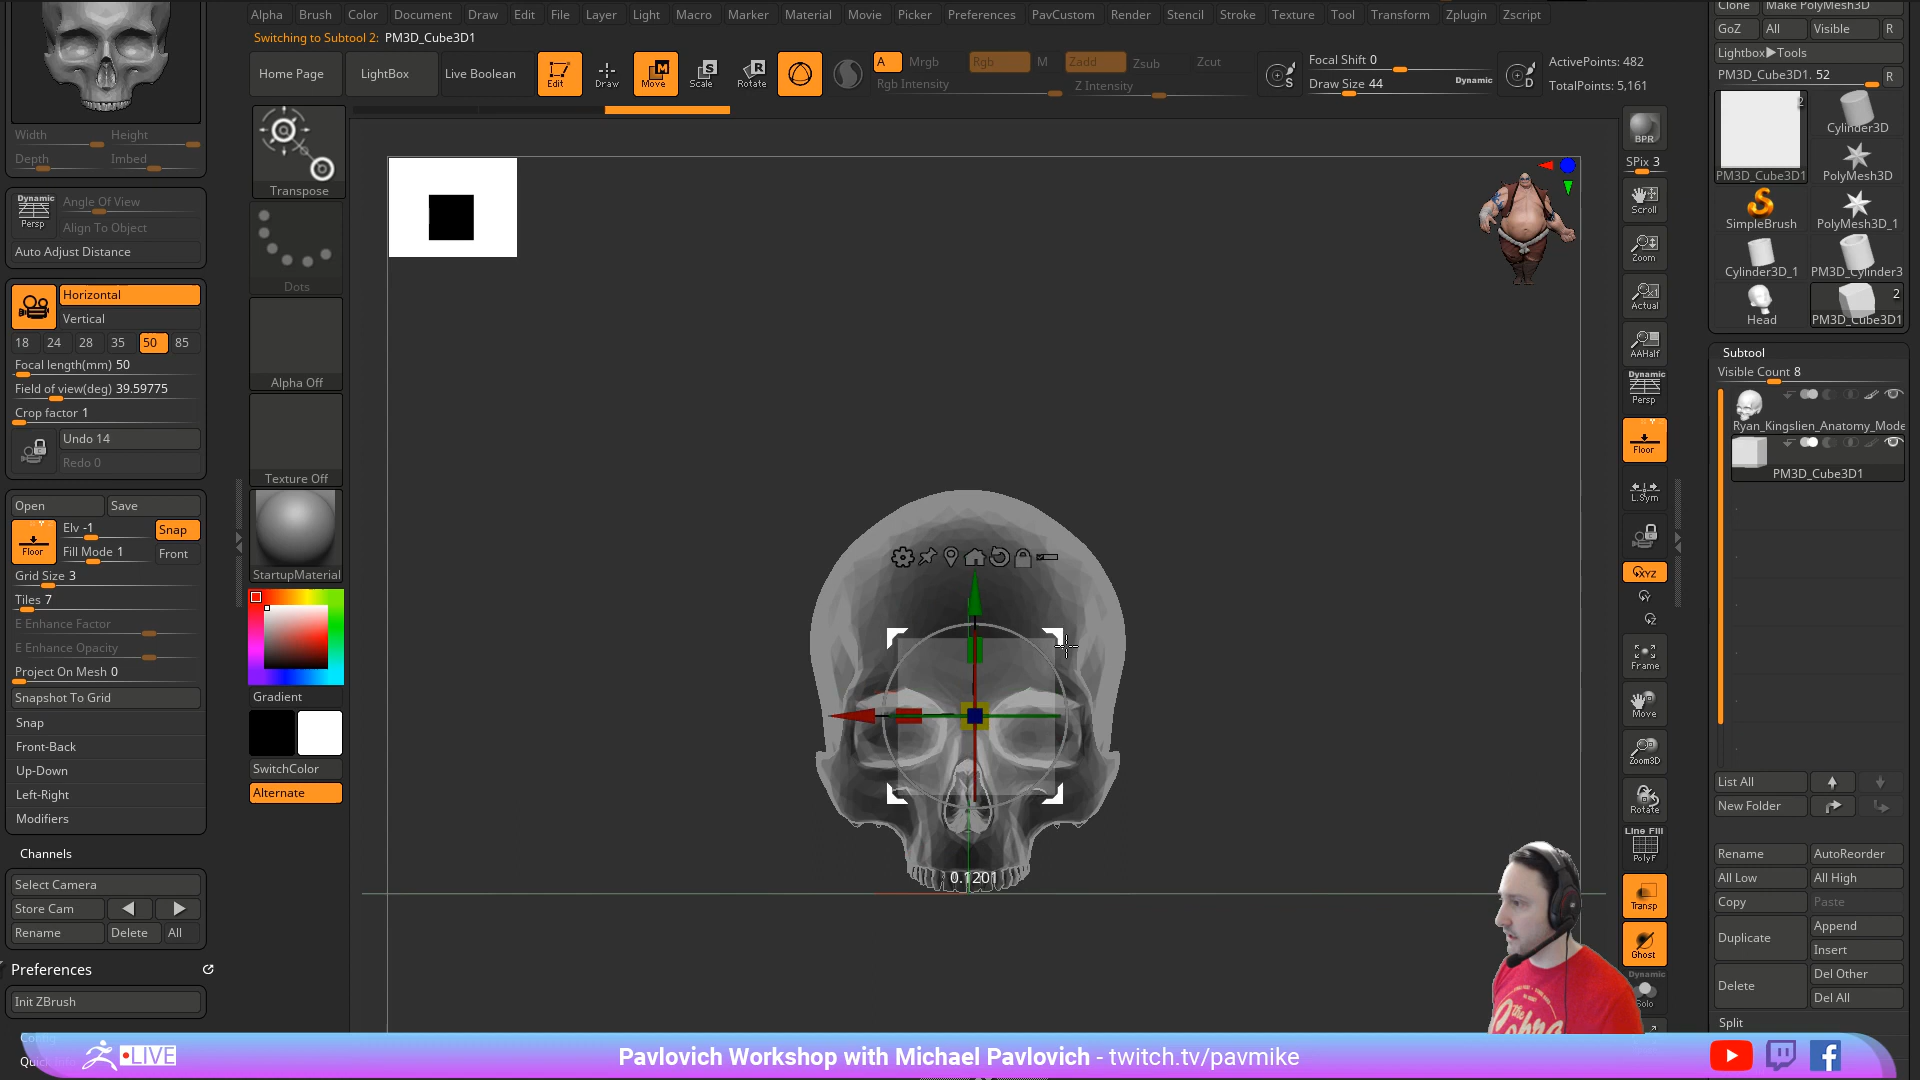 Alpha Brush Color Document Draw Edit File Layer Light Macro Marker Material Movie Picker Preferences PavCustom Render Stencil Stroke Texture Tool Transform Zplugin Zscript
Switching to Subtool 2: PM3D_Cube3D1
Home Page LightBox Live Boolean Edit Draw Move Scale Rotate
A Mrgb Rgb M Zadd Zsub Zcut
Rgb Intensity Z Intensity
Focal Shift 0
Draw Size 44 Dynamic
ActivePoints: 482
TotalPoints: 5,161
Width Height
Depth Imbed
Dynamic
Persp
Angle Of View
Align To Object
Auto Adjust Distance
Horizontal
Vertical
18 24 28 35 50 85
Focal length(mm) 50
Field of view(deg) 39.59775
Crop factor 1
Undo 14
Redo 0
Open Save
Floor
Elv -1 Snap
Fill Mode 1 Front
Grid Size 3
Tiles 7
E Enhance Factor
E Enhance Opacity
Project On Mesh 0
Snapshot To Grid
Snap
Front-Back
Up-Down
Left-Right
Modifiers
Channels
Select Camera
Store Cam
Rename Delete All
Preferences
Init ZBrush
Transpose
Dots
Alpha Off
Texture Off
StartupMaterial
Gradient
SwitchColor
Alternate
0.1201
BPR
SPix 3
Scroll
Zoom
Actual
AAHalf
Dynamic
Persp
Floor
L.Sym
XYZ
Frame
Move
Zoom3D
Rotate
Line Fill
PolyF
Transp
Ghost
Dynamic
Solo
Clone Make PolyMesh3D
GoZ All Visible R
Lightbox▶Tools
PM3D_Cube3D1. 52 R
2
PM3D_Cube3D1
Cylinder3D
PolyMesh3D
SimpleBrush PolyMesh3D_1
Cylinder3D_1 PM3D_Cylinder3
Head
2
PM3D_Cube3D1
Subtool
Visible Count 8
Ryan_Kingslien_Anatomy_Mode
PM3D_Cube3D1
List All
New Folder
Rename AutoReorder
All Low All High
Copy Paste
Duplicate
Append
Insert
Delete
Del Other
Del All
Split
the
Cobra
LIVE
Pavlovich Workshop with Michael Pavlovich - twitch.tv/pavmike